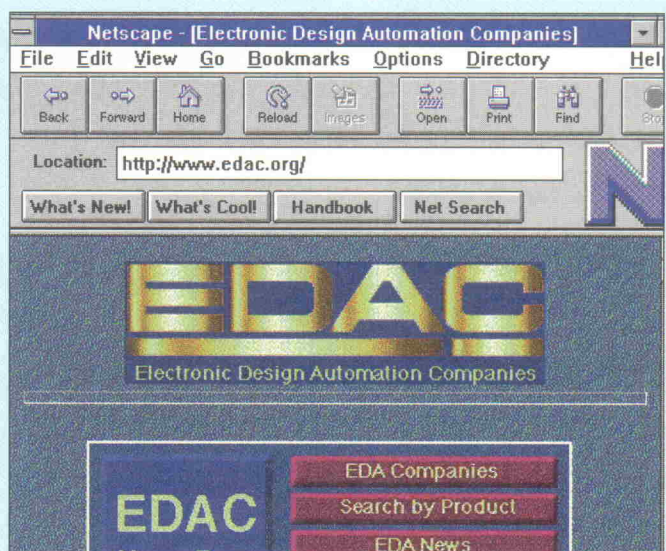 Netscape - [Electronic Design Automation Companies]
File Edit View Go Bookmarks Options Directory Help
Back Forward Home Reload Images Open Print Find
Location: http://www.edac.org/
What's New! What's Cool! Handbook Net Search
N
EDAC
Electronic Design Automation Companies
EDAC
EDA Companies
Search by Product
EDA News